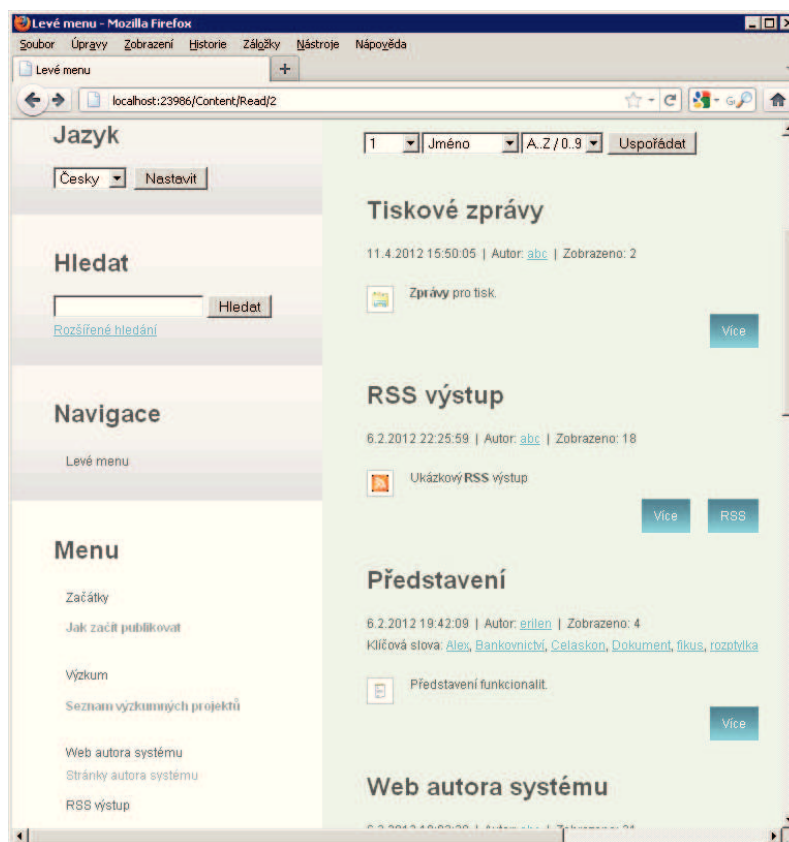 Levé menu - Mozilla Firefox
Soubor Úpravy Zobrazení Historie Záložky Nástroje Nápověda
Levé menu +
localhost:23986/Content/Read/2
Jazyk
Česky Nastavit
Hledat
Hledat
Rozšířené hledání
Navigace
Levé menu
Menu
Začátky
Jak začít publikovat
Výzkum
Seznam výzkumných projektů
Web autora systému
Stránky autora systému
RSS výstup
1 Jméno A..Z / 0..9 Uspořádat
Tiskové zprávy
11.4.2012 15:50:05 | Autor: abc | Zobrazeno: 2
Zprávy pro tisk.
Více
RSS výstup
6.2.2012 22:25:59 | Autor: abc | Zobrazeno: 18
Ukázkový RSS výstup
Více RSS
Představení
6.2.2012 19:42:09 | Autor: erilen | Zobrazeno: 4
Klíčová slova: Alex, Bankovnictví, Celaskon, Dokument, fikus, rozptylka
Představení funkcionalit.
Více
Web autora systému